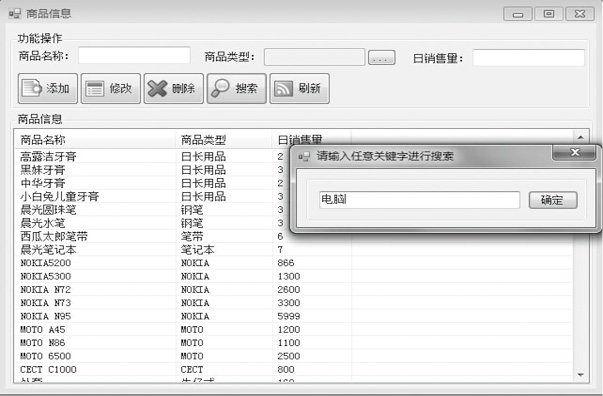 商品信息
功能操作
商品名称： 商品类型： ... 日销售量：
添加 修改 删除 搜索 刷新
商品信息
商品名称 商品类型 日销售量
高露洁牙膏 日长用品 2
黑妹牙膏 日长用品 3
中华牙膏 日长用品 2
小白兔儿童牙膏 日长用品 3
晨光圆珠笔 钢笔 3
晨光水笔 钢笔 3
西瓜太郎笔带 笔带 6
晨光笔记本 笔记本 7
NOKIA5200 NOKIA 866
NOKIA5300 NOKIA 1300
NOKIA N72 NOKIA 2600
NOKIA N73 NOKIA 3300
NOKIA N95 NOKIA 5999
MOTO A45 MOTO 1200
MOTO N86 MOTO 1100
MOTO 6500 MOTO 2500
CECT C1000 CECT 800
请输入任意关键字进行搜索
电脑 确定